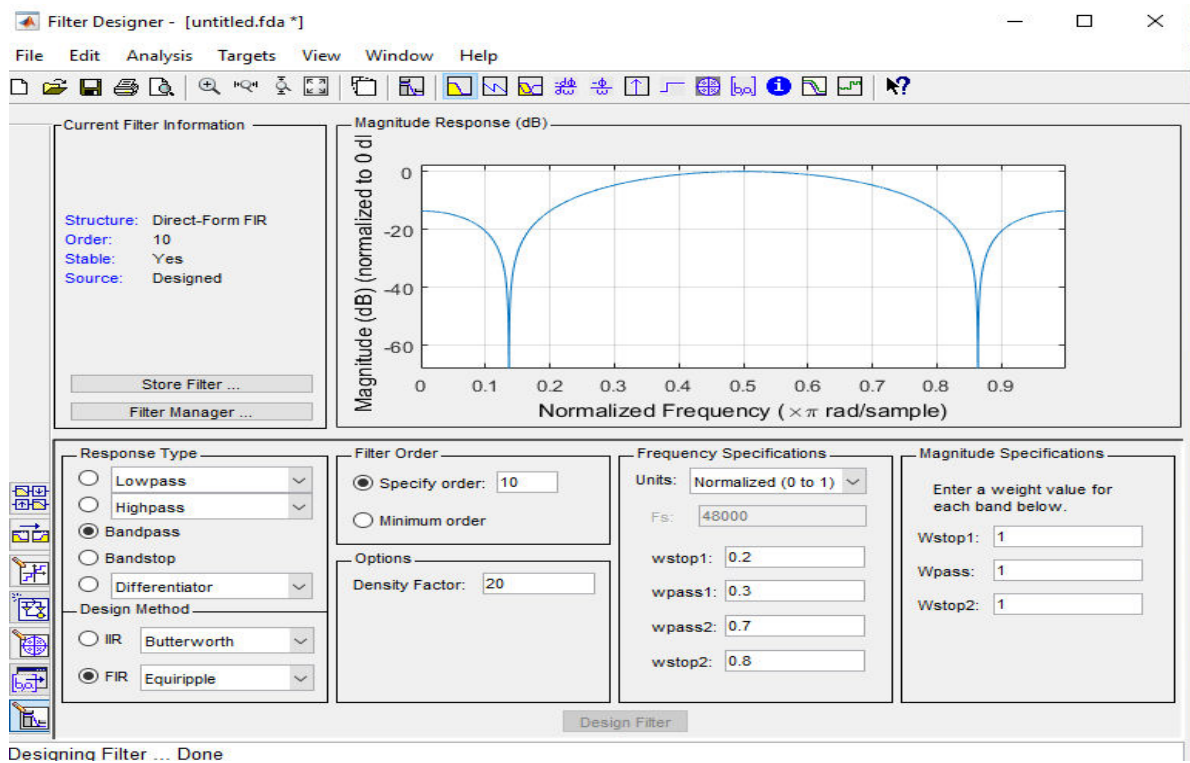 Filter Designer - [untitled.fda *]
File Edit Analysis Targets View Window Help
Current Filter Information
Structure: Direct-Form FIR
Order: 10
Stable: Yes
Source: Designed
Store Filter ...
Filter Manager ...
Magnitude Response (dB)
Magnitude (dB) (normalized to 0 dl
0
-20
-40
-60
0 0.1 0.2 0.3 0.4 0.5 0.6 0.7 0.8 0.9
Normalized Frequency (×π rad/sample)
Response Type
Lowpass
Highpass
Bandpass
Bandstop
Differentiator
Design Method
IIR Butterworth
FIR Equiripple
Filter Order
Specify order: 10
Minimum order
Options
Density Factor: 20
Frequency Specifications
Units: Normalized (0 to 1)
Fs: 48000
wstop1: 0.2
wpass1: 0.3
wpass2: 0.7
wstop2: 0.8
Magnitude Specifications
Enter a weight value for
each band below.
Wstop1: 1
Wpass: 1
Wstop2: 1
Design Filter
Designing Filter ... Done